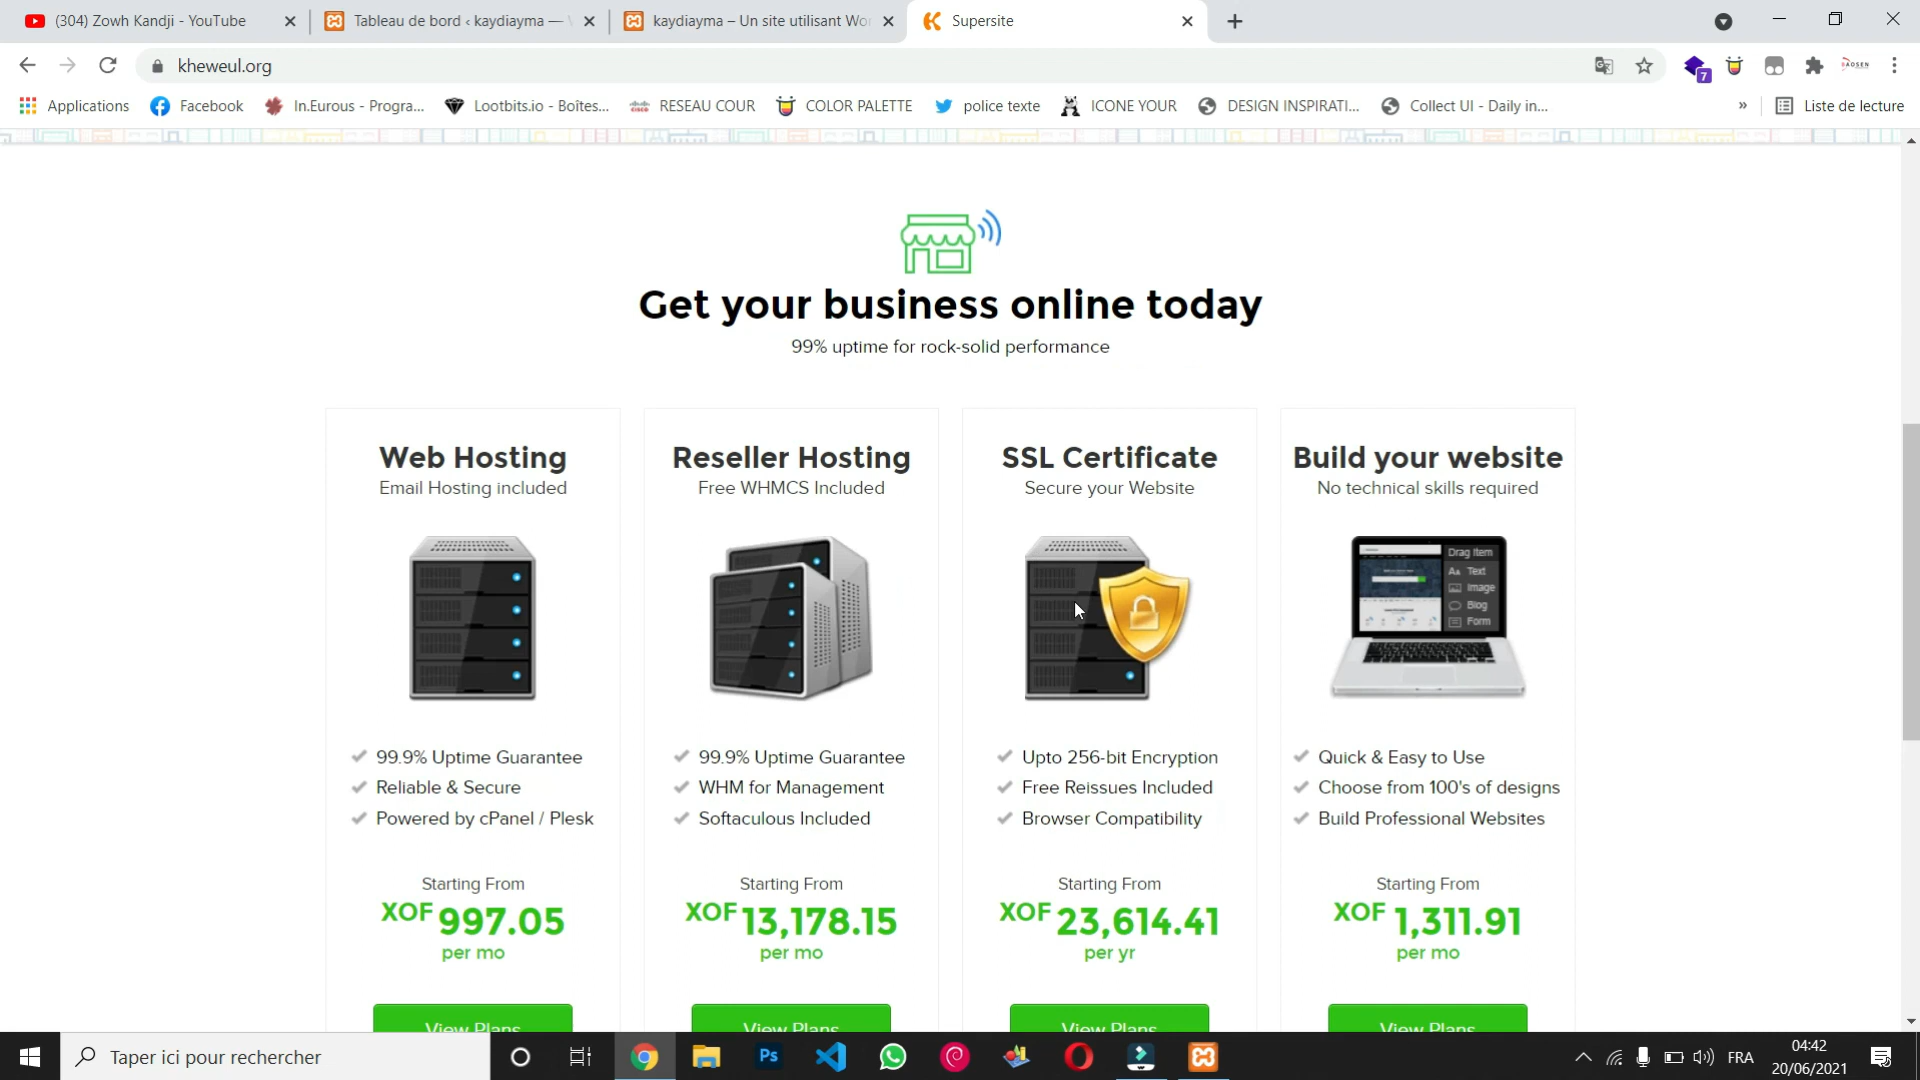 (304) Zowh Kandji - YouTube
Tableau de bord ‹ kaydiayma —
kaydiayma – Un site utilisant Wor
Supersite
kheweul.org
7
Applications
Facebook
In.Eurous - Progra...
Lootbits.io - Boîtes...
RESEAU COUR
COLOR PALETTE
police texte
ICONE YOUR
DESIGN INSPIRATI...
Collect UI - Daily in...
»
Liste de lecture
Get your business online today
99% uptime for rock-solid performance
Web Hosting
Email Hosting included
99.9% Uptime Guarantee
Reliable & Secure
Powered by cPanel / Plesk
Starting From
XOF 997.05
per mo
View Plans
Reseller Hosting
Free WHMCS Included
99.9% Uptime Guarantee
WHM for Management
Softaculous Included
Starting From
XOF 13,178.15
per mo
View Plans
SSL Certificate
Secure your Website
Upto 256-bit Encryption
Free Reissues Included
Browser Compatibility
Starting From
XOF 23,614.41
per yr
View Plans
Build your website
No technical skills required
Drag Item
Text
Image
Blog
Form
Quick & Easy to Use
Choose from 100's of designs
Build Professional Websites
Starting From
XOF 1,311.91
per mo
View Plans
Taper ici pour rechercher
Ps
FRA
04:42
20/06/2021